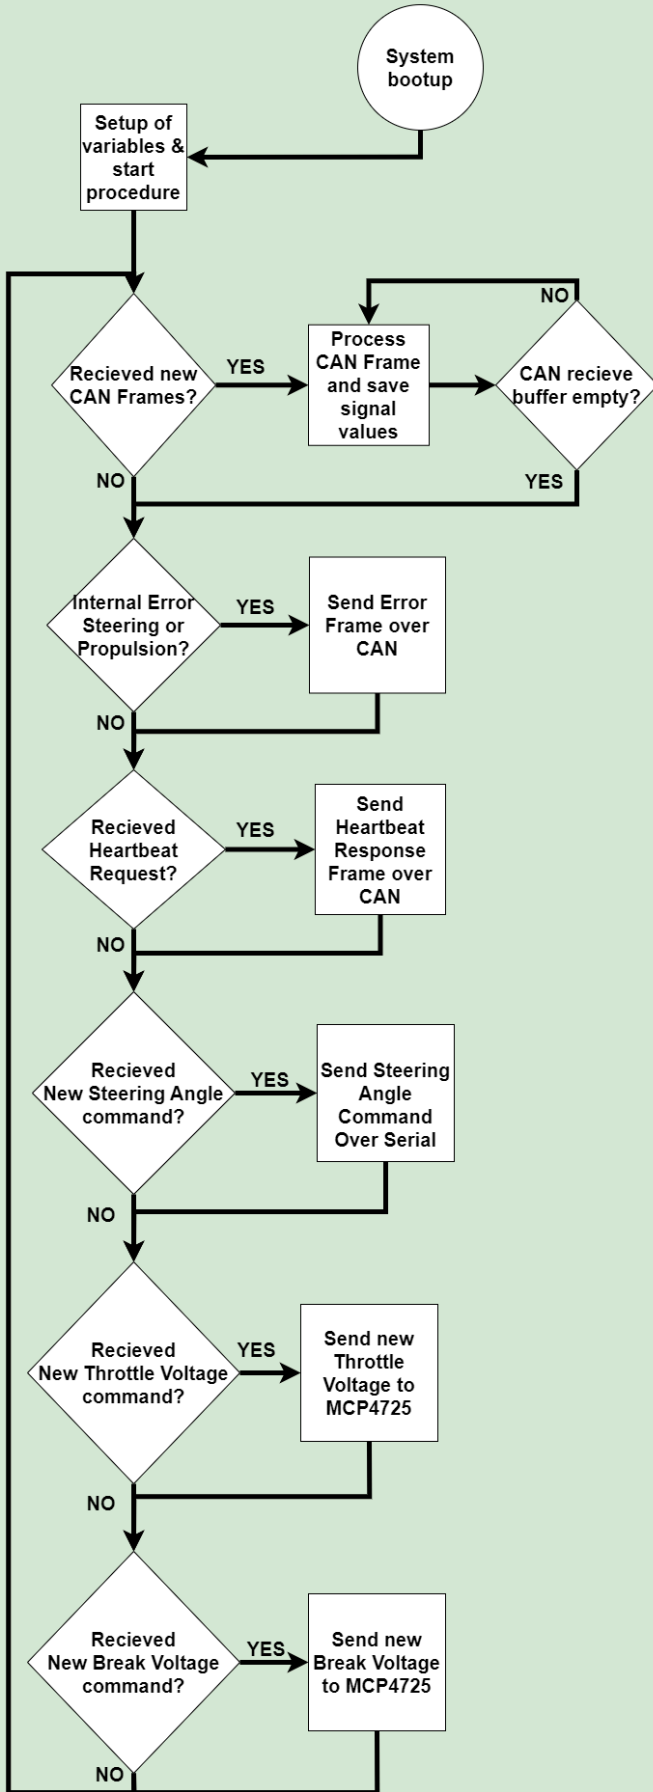 System
bootup
Setup of
variables &
start
procedure
Recieved new
CAN Frames?
YES
Process
CAN Frame
and save
signal
values
NO
CAN recieve
buffer empty?
YES
NO
Internal Error
Steering or
Propulsion?
YES
Send Error
Frame over
CAN
NO
Recieved
Heartbeat
Request?
YES
Send
Heartbeat
Response
Frame over
CAN
NO
Recieved
New Steering Angle
command?
YES
Send Steering
Angle
Command
Over Serial
NO
Recieved
New Throttle Voltage
command?
YES
Send new
Throttle
Voltage to
MCP4725
NO
Recieved
New Break Voltage
command?
YES
Send new
Break Voltage
to MCP4725
NO